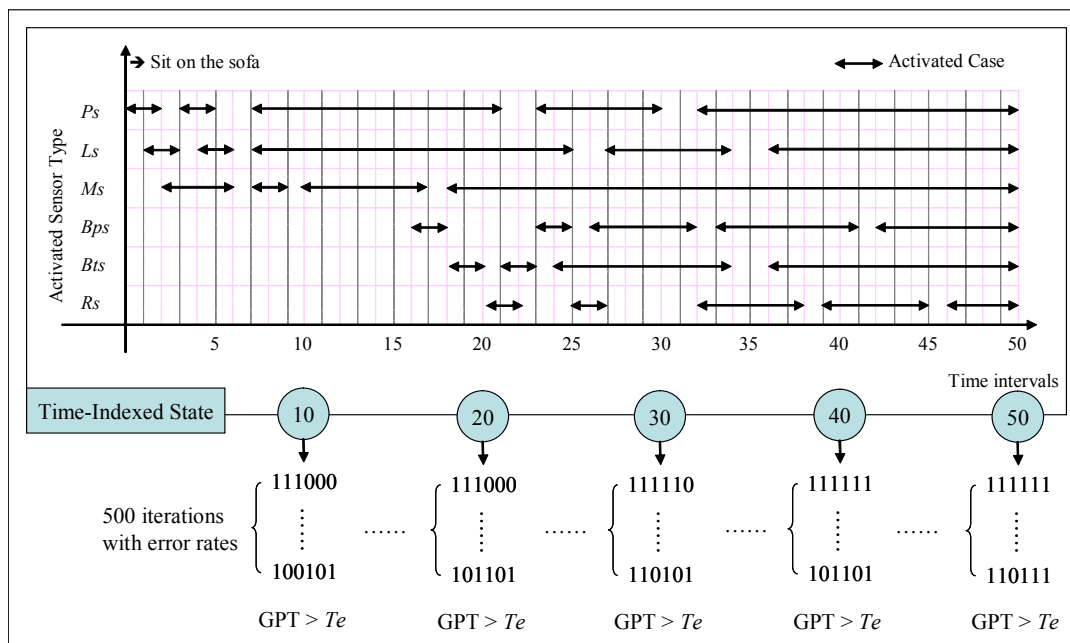 ➔ Sit on the sofa
Activated Case
Activated Sensor Type
Ps
Ls
Ms
Bps
Bts
Rs
5 10 15 20 25 30 35 40 45 50
Time intervals
Time-Indexed State
10 20 30 40 50
111000 111000 111110 111111 111111
500 iterations
with error rates
...... ...... ...... ......
100101 101101 110101 101101 110111
GPT > Te GPT > Te GPT > Te GPT > Te GPT > Te